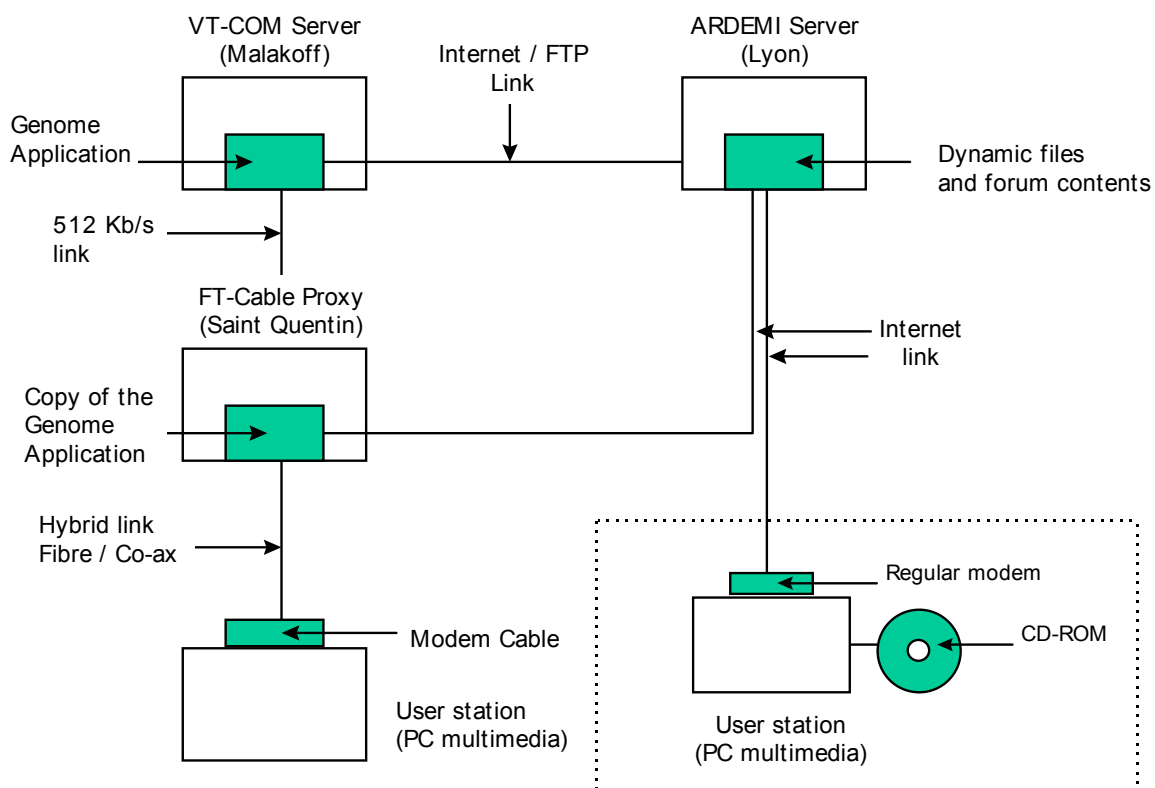 VT-COM Server
(Malakoff)
Internet / FTP
Link
ARDEMI Server
(Lyon)
Genome
Application
Dynamic files
and forum contents
512 Kb/s
link
FT-Cable Proxy
(Saint Quentin)
Internet
link
Copy of the
Genome
Application
Hybrid link
Fibre / Co-ax
Regular modem
Modem Cable
CD-ROM
User station
(PC multimedia)
User station
(PC multimedia)